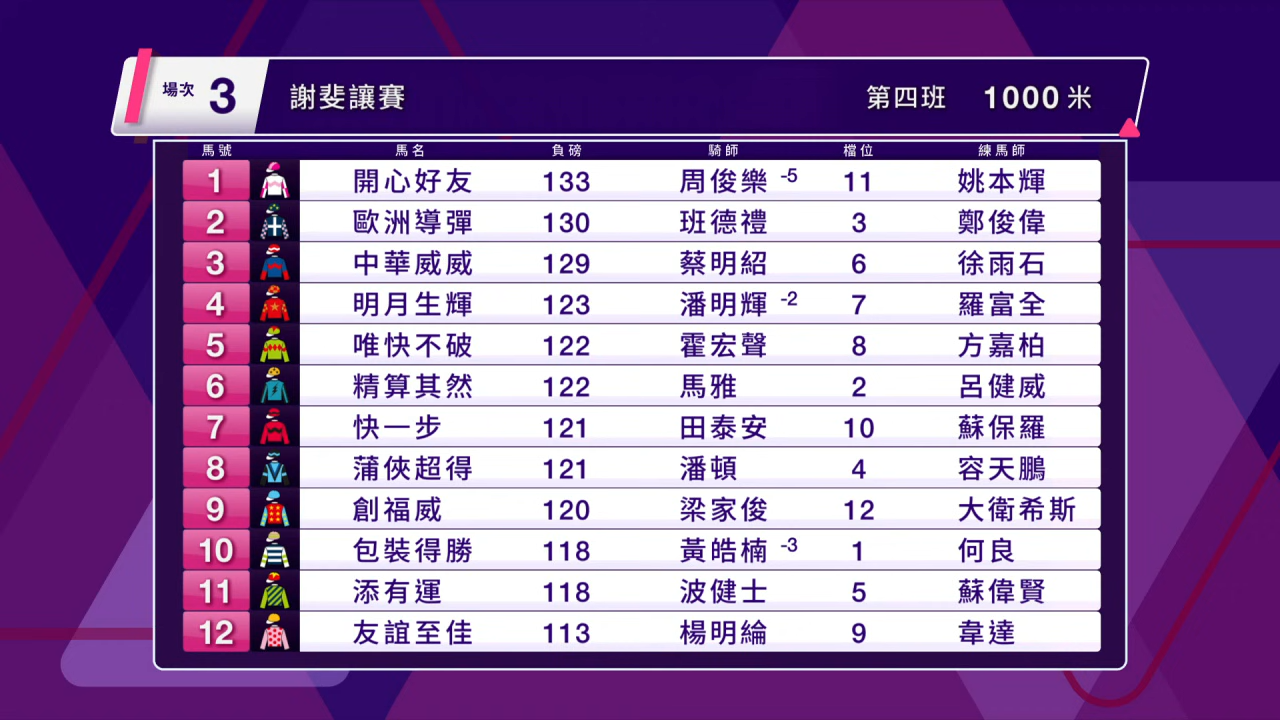 場次 3 謝斐讓賽 第四班 1000 米
馬號 馬名 負磅 騎師 檔位 練馬師
1 開心好友 133 周俊樂 -5 11 姚本輝
2 歐洲導彈 130 班德禮 3 鄭俊偉
3 中華威威 129 蔡明紹 6 徐雨石
4 明月生輝 123 潘明輝 -2 7 羅富全
5 唯快不破 122 霍宏聲 8 方嘉柏
6 精算其然 122 馬雅 2 呂健威
7 快一步 121 田泰安 10 蘇保羅
8 蒲俠超得 121 潘頓 4 容天鵬
9 創福威 120 梁家俊 12 大衛希斯
10 包裝得勝 118 黃皓楠 -3 1 何良
11 添有運 118 波健士 5 蘇偉賢
12 友誼至佳 113 楊明綸 9 韋達